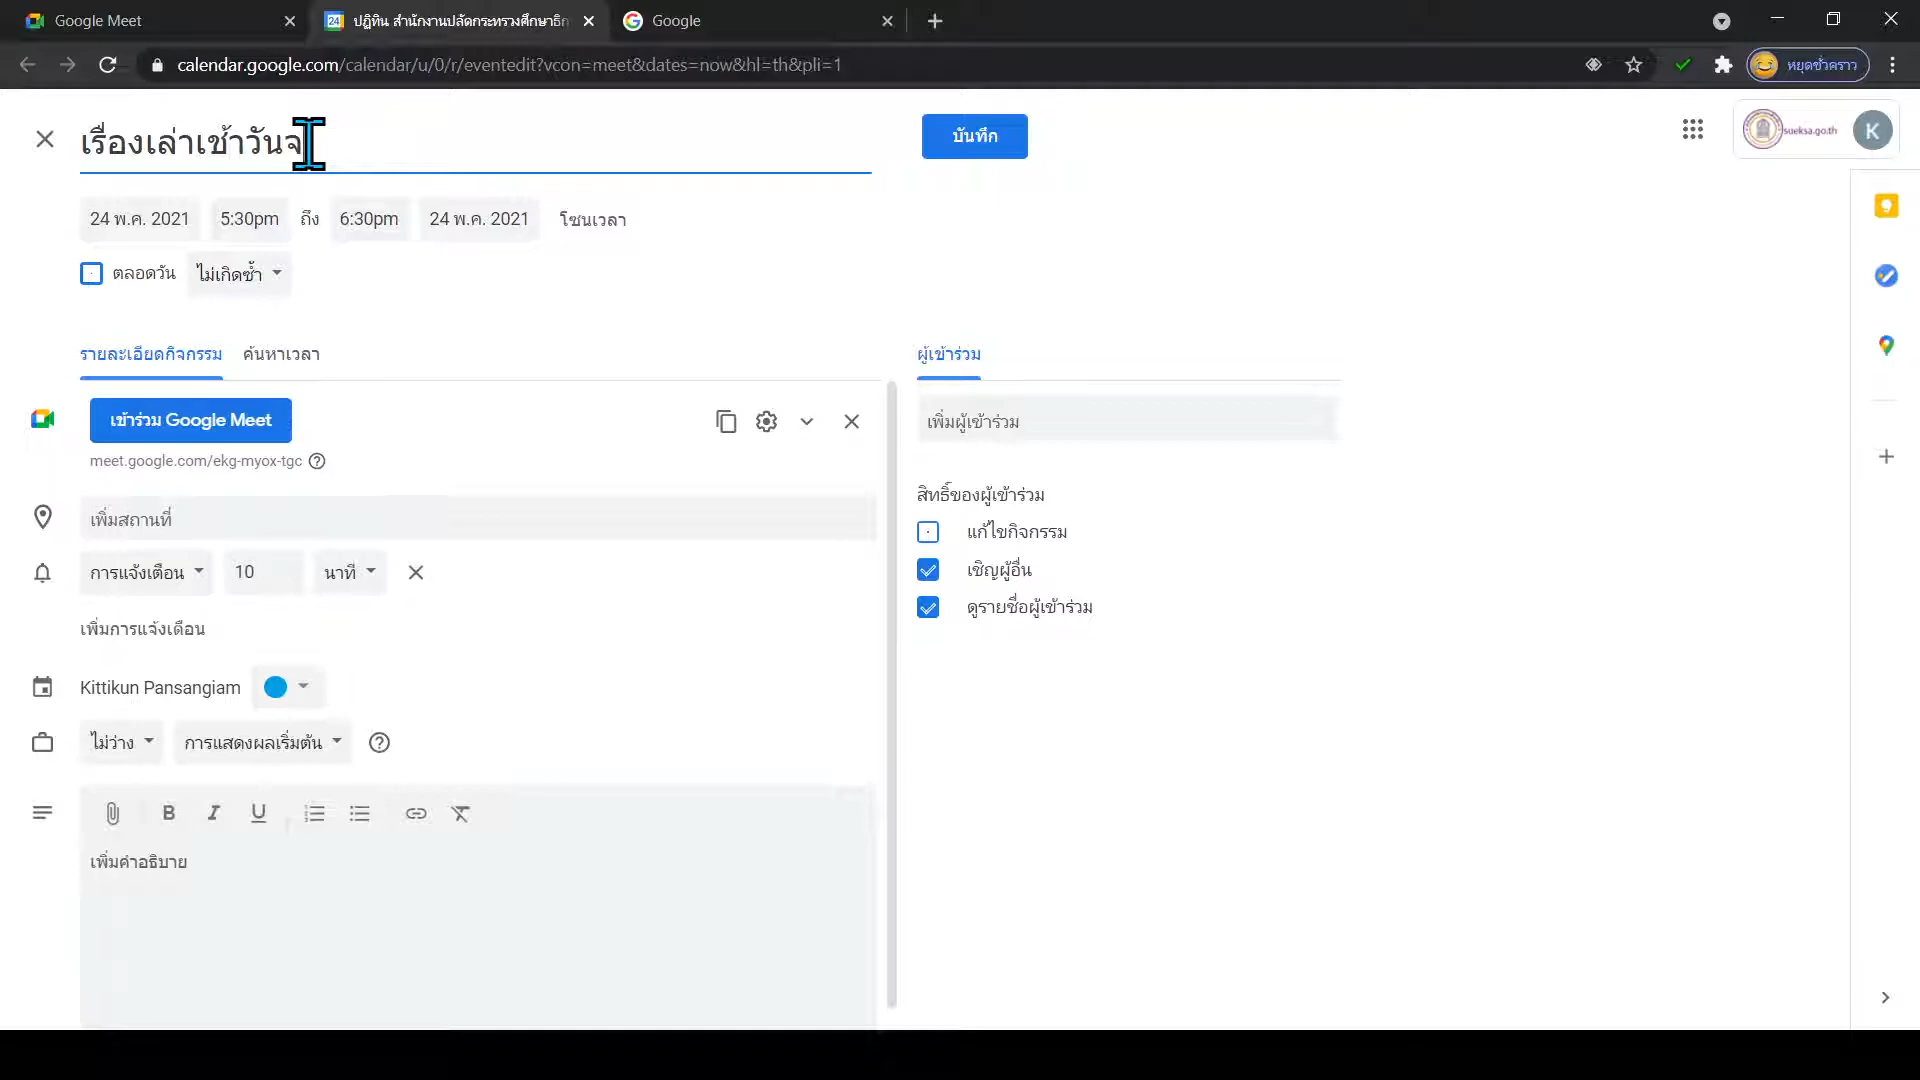 Google Meet
ปฏิทิน สำนักงานปลัดกระทรวงศึกษาธิก
Google
calendar.google.com/calendar/u/0/r/eventedit?vcon=meet&dates=now&hl=th&pli=1
หยุดชั่วคราว
เรื่องเล่าเช้าวันจ
บันทึก
sueksa.go.th
K
24 พ.ค. 2021 5:30pm ถึง 6:30pm 24 พ.ค. 2021 โซนเวลา
ตลอดวัน ไม่เกิดซ้ำ
รายละเอียดกิจกรรม ค้นหาเวลา
เข้าร่วม Google Meet
meet.google.com/ekg-myox-tgc
เพิ่มสถานที่
การแจ้งเตือน 10 นาที
เพิ่มการแจ้งเตือน
Kittikun Pansangiam
ไม่ว่าง การแสดงผลเริ่มต้น
B I U
เพิ่มคำอธิบาย
ผู้เข้าร่วม
เพิ่มผู้เข้าร่วม
สิทธิ์ของผู้เข้าร่วม
แก้ไขกิจกรรม
เชิญผู้อื่น
ดูรายชื่อผู้เข้าร่วม